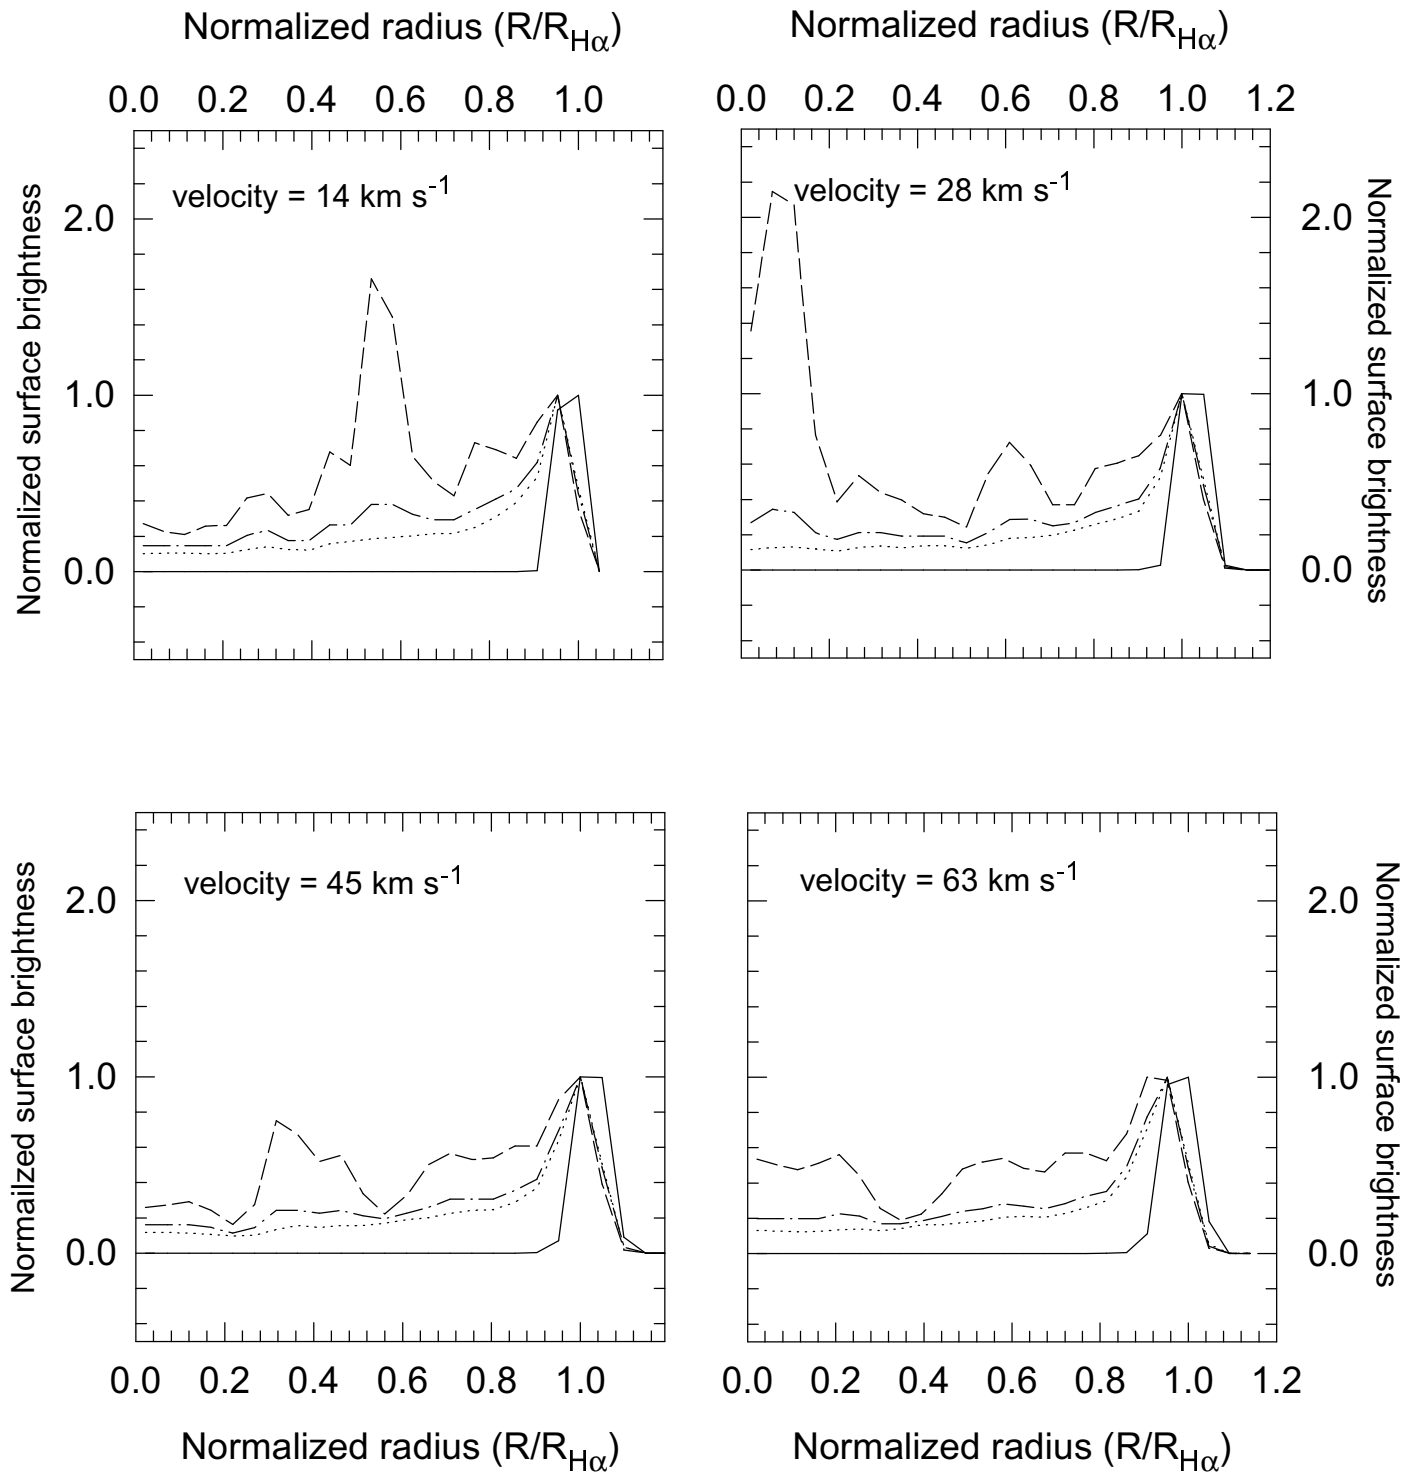 Normalized radius (R/R_Hα)
Normalized radius (R/R_Hα)
0.0 0.2 0.4 0.6 0.8 1.0
0.0 0.2 0.4 0.6 0.8 1.0 1.2
velocity = 14 km s⁻¹
velocity = 28 km s⁻¹
Normalized surface brightness
2.0
1.0
0.0
2.0
1.0
0.0
Normalized surface brightness
velocity = 45 km s⁻¹
velocity = 63 km s⁻¹
Normailzed surface brightness
2.0
1.0
0.0
2.0
1.0
0.0
Normalized surface brightness
0.0 0.2 0.4 0.6 0.8 1.0
0.0 0.2 0.4 0.6 0.8 1.0 1.2
Normalized radius (R/R_Hα)
Normalized radius (R/R_Hα)